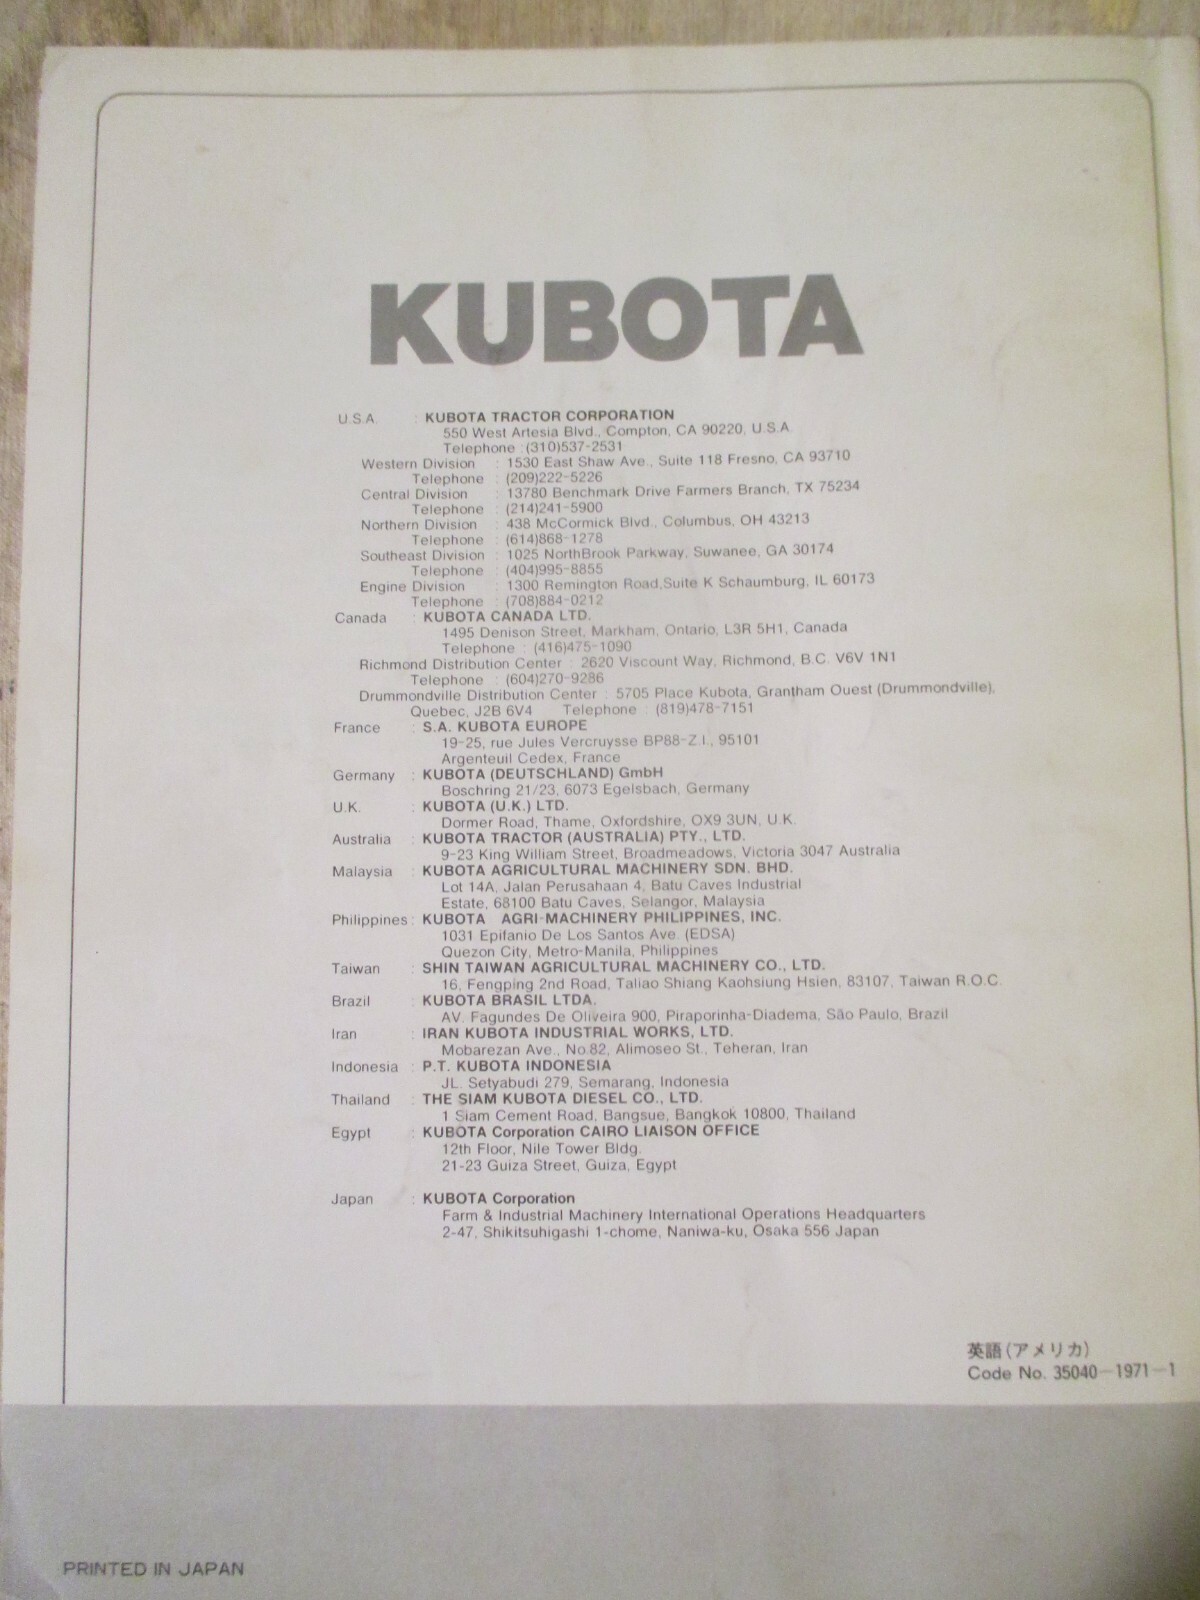 KUBOTA
U.S.A. : KUBOTA TRACTOR CORPORATION
550 West Artesia Blvd., Compton, CA 90220, U.S.A.
Telephone : (310)537-2531
Western Division : 1530 East Shaw Ave., Suite 118 Fresno, CA 93710
Telephone : (209)222-5226
Central Division : 13780 Benchmark Drive Farmers Branch, TX 75234
Telephone : (214)241-5900
Northern Division : 438 McCormick Blvd., Columbus, OH 43213
Telephone : (614)868-1278
Southeast Division : 1025 NorthBrook Parkway, Suwanee, GA 30174
Telephone : (404)995-8855
Engine Division : 1300 Remington Road,Suite K Schaumburg, IL 60173
Telephone : (708)884-0212
Canada : KUBOTA CANADA LTD.
1495 Denison Street, Markham, Ontario, L3R 5H1, Canada
Telephone : (416)475-1090
Richmond Distribution Center : 2620 Viscount Way, Richmond, B.C. V6V 1N1
Telephone : (604)270-9286
Drummondville Distribution Center : 5705 Place Kubota, Grantham Ouest (Drummondville),
Quebec, J2B 6V4 Telephone : (819)478-7151
France : S.A. KUBOTA EUROPE
19-25, rue Jules Vercruysse BP88-Z.I., 95101
Argenteuil Cedex, France
Germany : KUBOTA (DEUTSCHLAND) GmbH
Boschring 21/23, 6073 Egelsbach, Germany
U.K. : KUBOTA (U.K.) LTD.
Dormer Road, Thame, Oxfordshire, OX9 3UN, U.K.
Australia : KUBOTA TRACTOR (AUSTRALIA) PTY., LTD.
9-23 King William Street, Broadmeadows, Victoria 3047 Australia
Malaysia : KUBOTA AGRICULTURAL MACHINERY SDN. BHD.
Lot 14A, Jalan Perusahaan 4, Batu Caves Industrial
Estate, 68100 Batu Caves, Selangor, Malaysia
Philippines : KUBOTA AGRI-MACHINERY PHILIPPINES, INC.
1031 Epifanio De Los Santos Ave. (EDSA)
Quezon City, Metro-Manila, Philippines
Taiwan : SHIN TAIWAN AGRICULTURAL MACHINERY CO., LTD.
16, Fengping 2nd Road, Taliao Shiang Kaohsiung Hsien, 83107, Taiwan R.O.C.
Brazil : KUBOTA BRASIL LTDA.
AV. Fagundes De Oliveira 900, Piraporinha-Diadema, São Paulo, Brazil
Iran : IRAN KUBOTA INDUSTRIAL WORKS, LTD.
Mobarezan Ave., No.82, Alimoseo St., Teheran, Iran
Indonesia : P.T. KUBOTA INDONESIA
JL. Setyabudi 279, Semarang, Indonesia
Thailand : THE SIAM KUBOTA DIESEL CO., LTD.
1 Siam Cement Road, Bangsue, Bangkok 10800, Thailand
Egypt : KUBOTA Corporation CAIRO LIAISON OFFICE
12th Floor, Nile Tower Bldg.
21-23 Guiza Street, Guiza, Egypt
Japan : KUBOTA Corporation
Farm & Industrial Machinery International Operations Headquarters
2-47, Shikitsuhigashi 1-chome, Naniwa-ku, Osaka 556 Japan
英語(アメリカ)
Code No. 35040-1971-1
PRINTED IN JAPAN